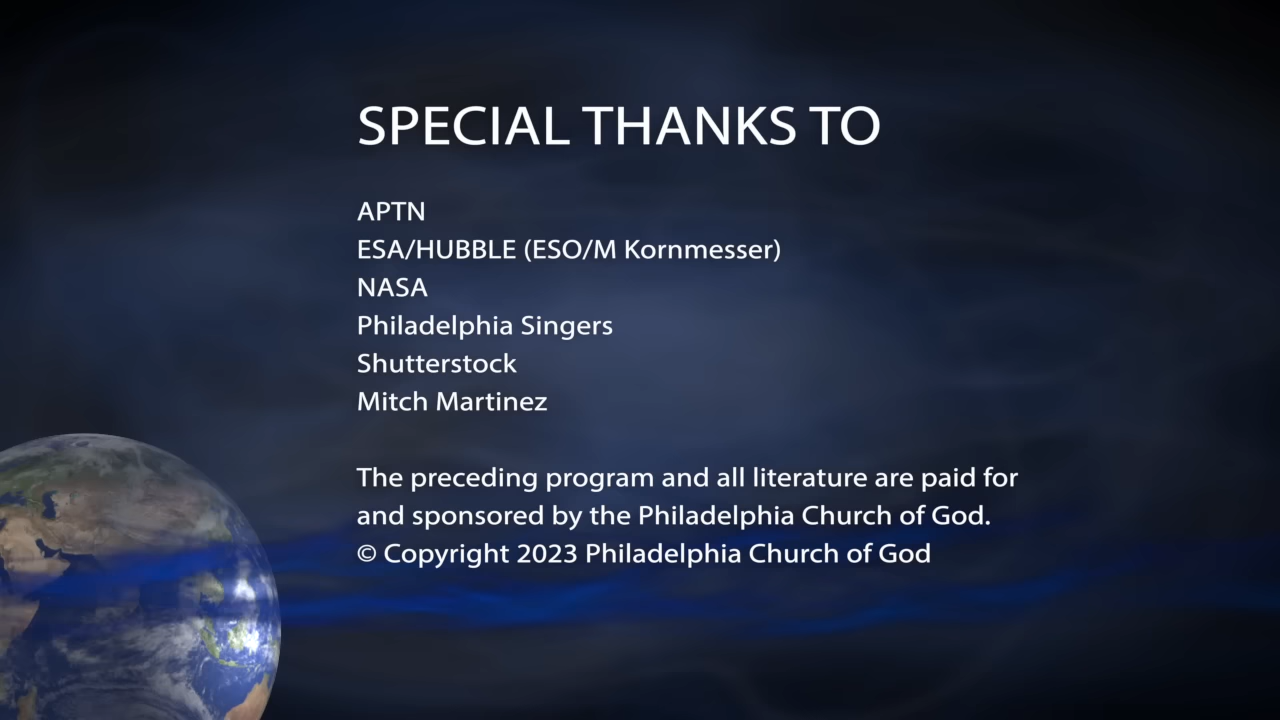 SPECIAL THANKS TO
APTN
ESA/HUBBLE (ESO/M Kornmesser)
NASA
Philadelphia Singers
Shutterstock
Mitch Martinez
The preceding program and all literature are paid for
and sponsored by the Philadelphia Church of God.
© Copyright 2023 Philadelphia Church of God